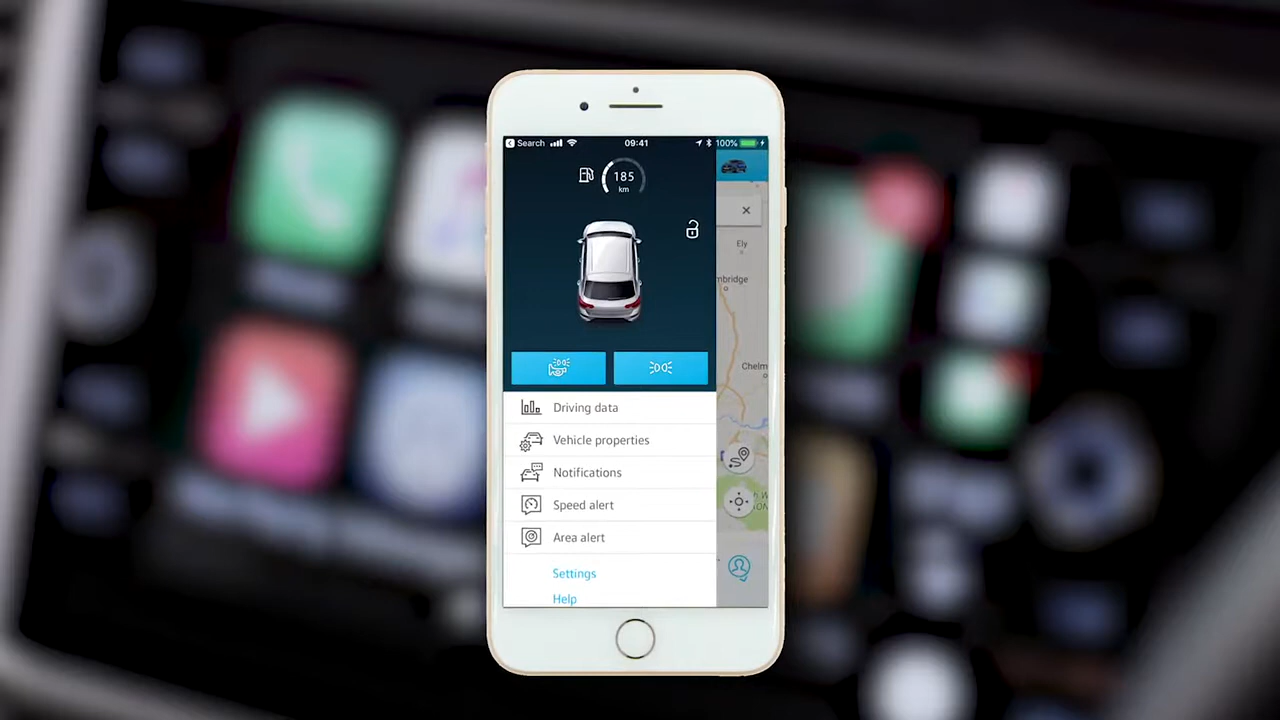 Search
09:41
100%
185
km
Ely
mbridge
Chelm
Driving data
Vehicle properties
Notifications
Speed alert
Area alert
Settings
Help